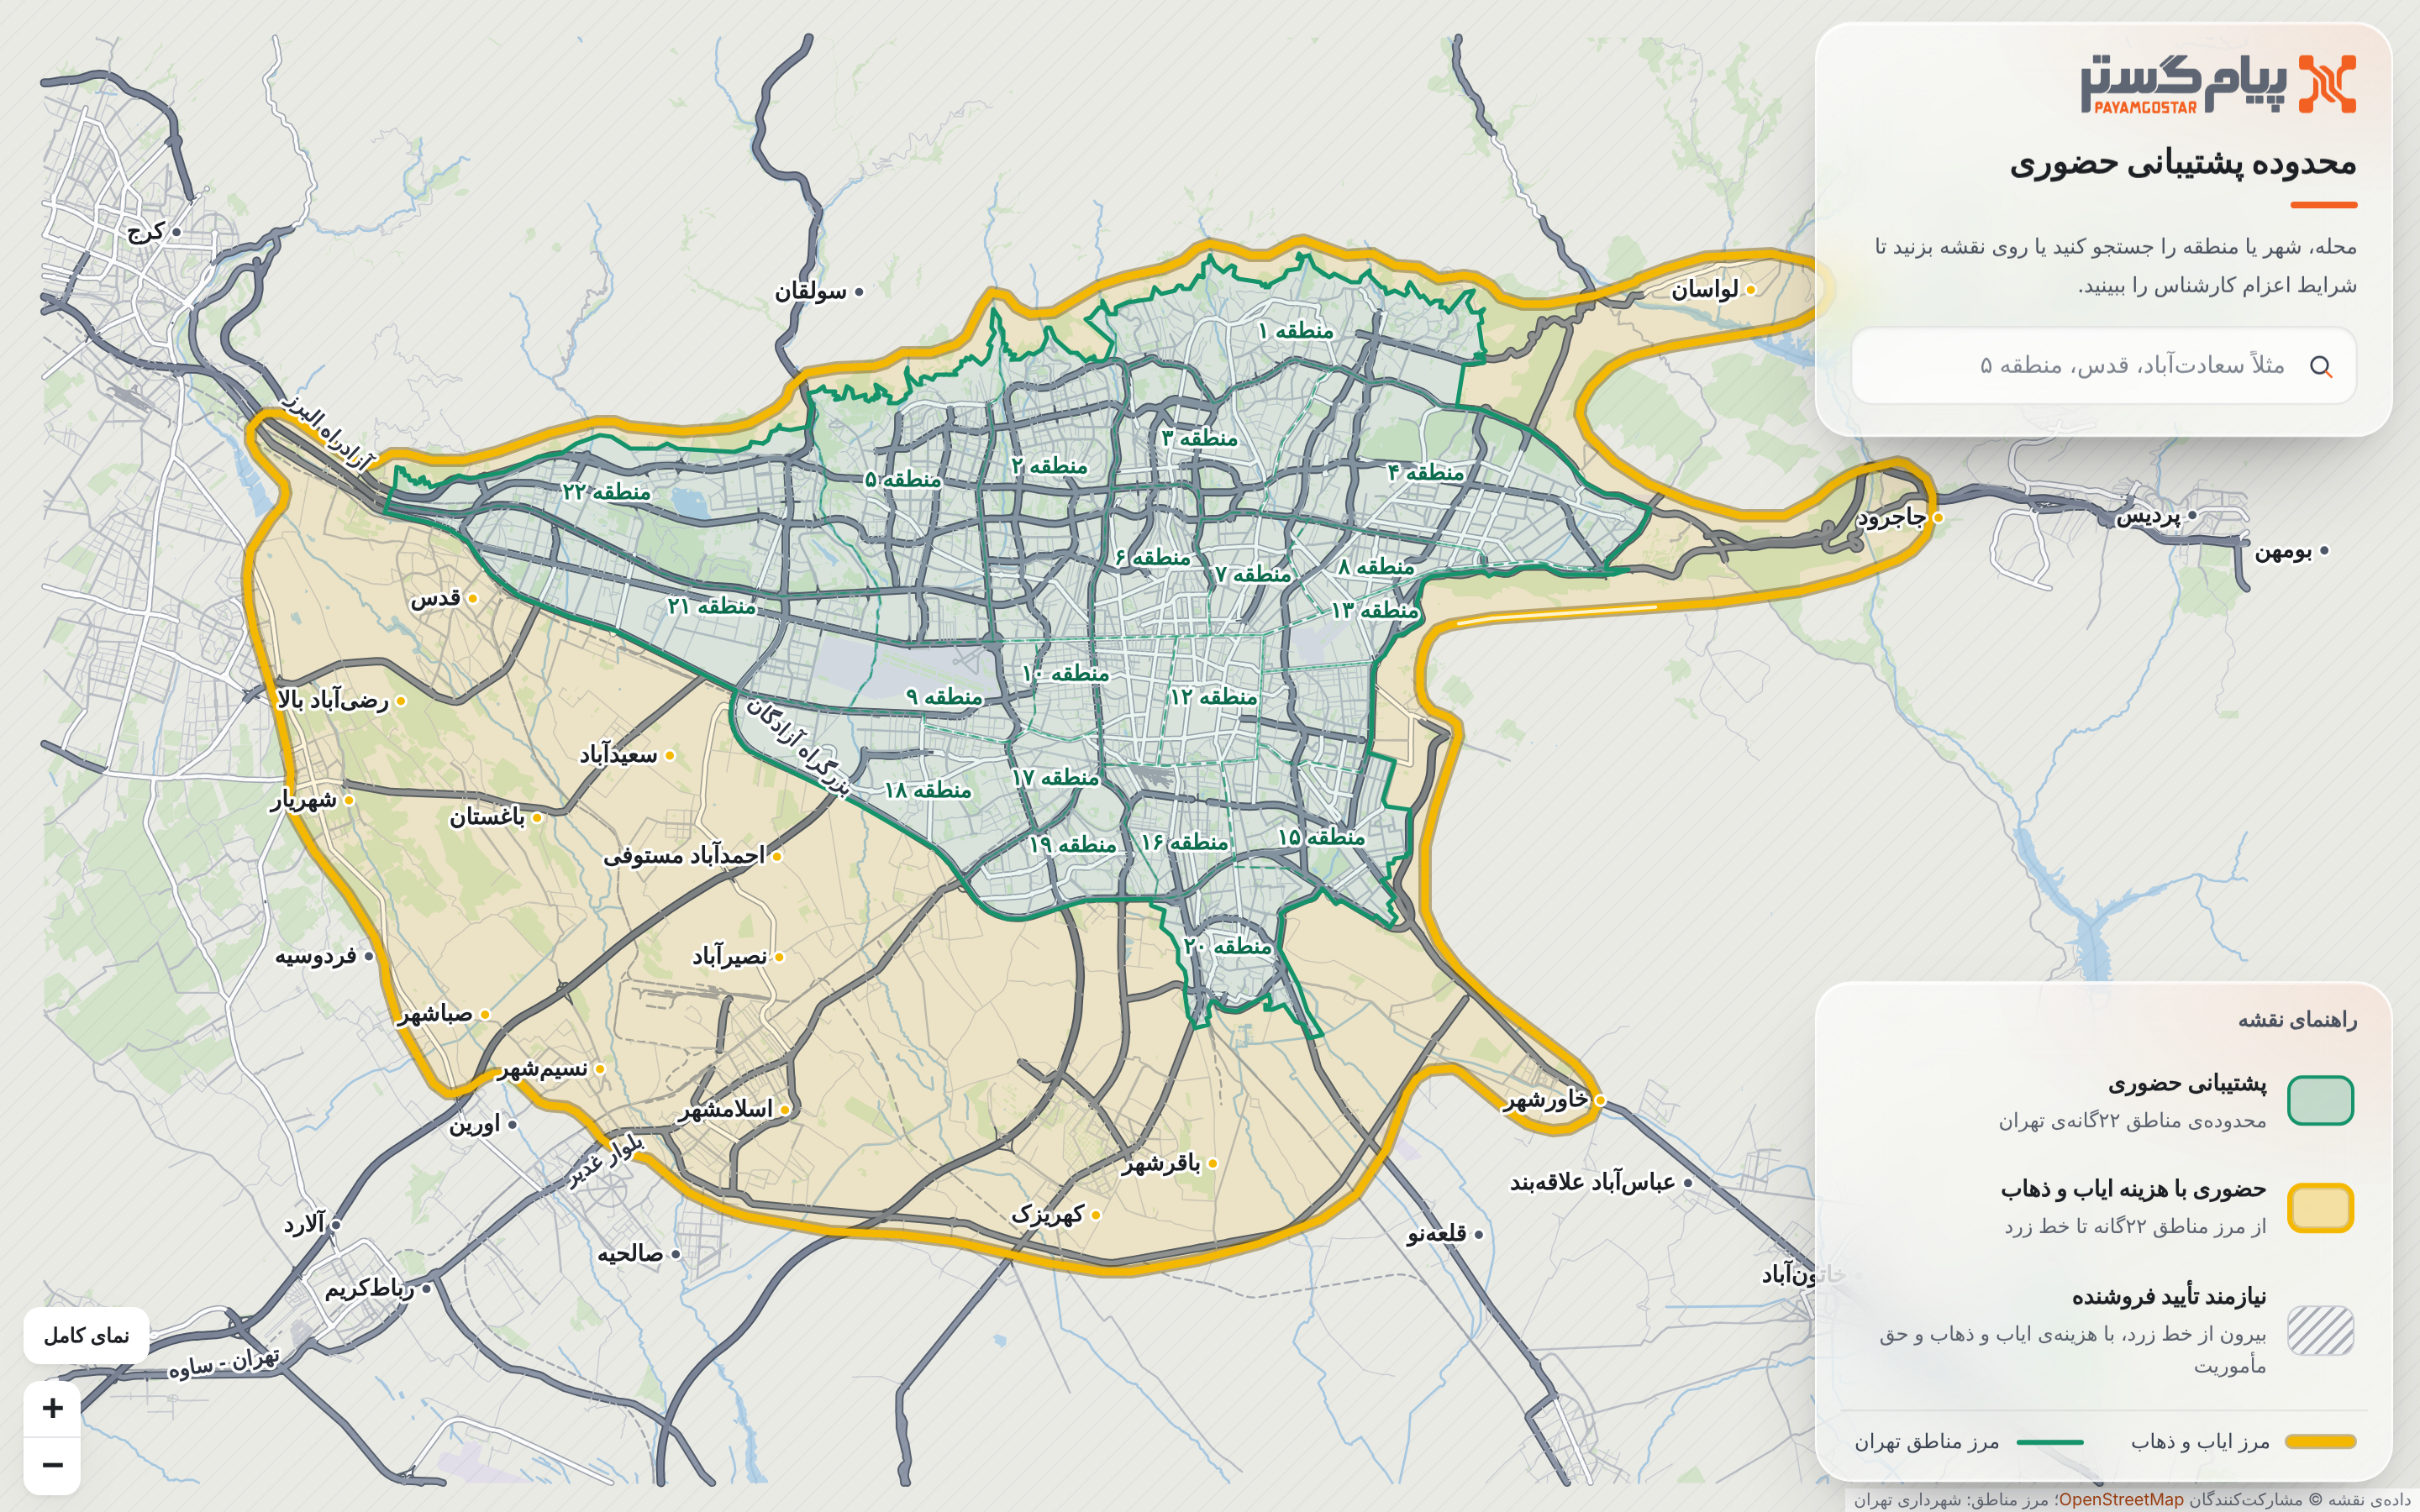 پیام‌گستر
PAYAMGOSTAR
محدوده پشتیبانی حضوری
محله، شهر یا منطقه را جستجو کنید یا روی نقشه بزنید تا
شرایط اعزام کارشناس را ببینید.
مثلاً سعادت‌آباد، قدس، منطقه ۵
کرج
سولقان
لواسان
منطقه ۱
آزادراه البرز
منطقه ۳
منطقه ۲
منطقه ۴
منطقه ۵
منطقه ۲۲
جاجرود
پردیس
بومهن
منطقه ۶
منطقه ۷
منطقه ۸
قدس
منطقه ۲۱
منطقه ۱۳
منطقه ۱۰
رضی‌آباد بالا
منطقه ۹
منطقه ۱۲
بزرگراه آزادگان
سعیدآباد
منطقه ۱۷
منطقه ۱۸
شهریار
باغستان
منطقه ۱۹
منطقه ۱۶
منطقه ۱۵
احمدآباد مستوفی
منطقه ۲۰
فردوسیه
نصیرآباد
صباشهر
نسیم‌شهر
اسلامشهر
خاورشهر
اورین
بلوار غدیر
باقرشهر
عباس‌آباد علاقه‌بند
کهریزک
آلارد
صالحیه
قلعه‌نو
خاتون‌آباد
رباط‌کریم
تهران - ساوه
راهنمای نقشه
پشتیبانی حضوری
محدوده‌ی مناطق ۲۲گانه‌ی تهران
حضوری با هزینه ایاب و ذهاب
از مرز مناطق ۲۲گانه تا خط زرد
نیازمند تأیید فروشنده
بیرون از خط زرد، با هزینه‌ی ایاب و ذهاب و حق
مأموریت
مرز ایاب و ذهاب
مرز مناطق تهران
نمای کامل
+
−
داده‌ی نقشه © مشارکت‌کنندگان OpenStreetMap؛ مرز مناطق: شهرداری تهران